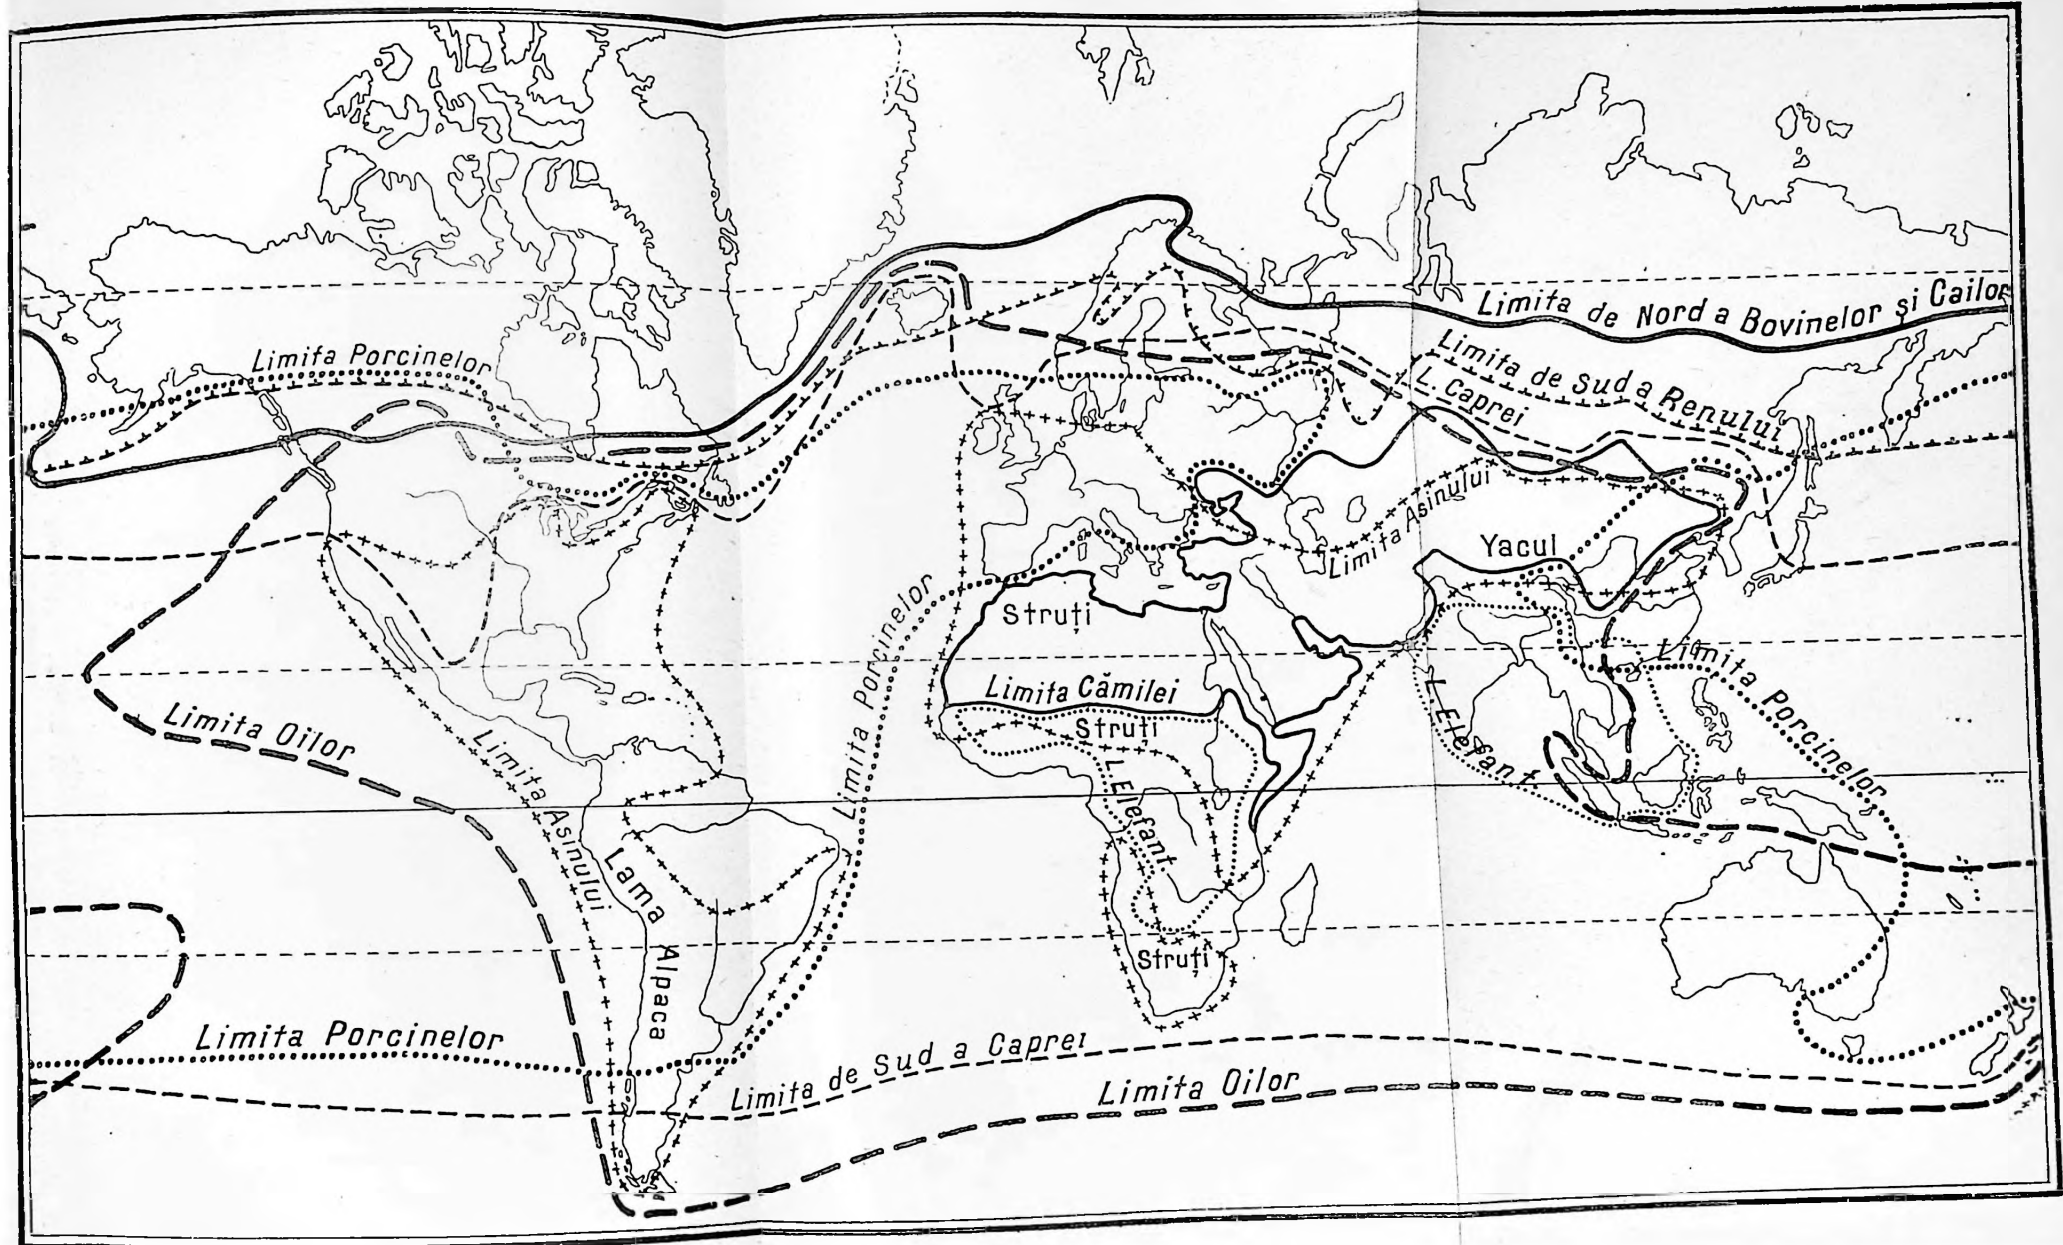 Limita de Nord a Bovinelor și Cailor
Limita Porcinelor
Limita de Sud a Renului
L. Caprei
Limita Asinului
Yacul
Struți
Limita Porcinelor
Limita Porcinelor
Limita Cămilei
Struți
Limita Oilor
Limita Asinului
L. Elefant
L. Elefant
Lama Alpaca
Struți
Limita Porcinelor
Limita de Sud a Caprei
Limita Oilor